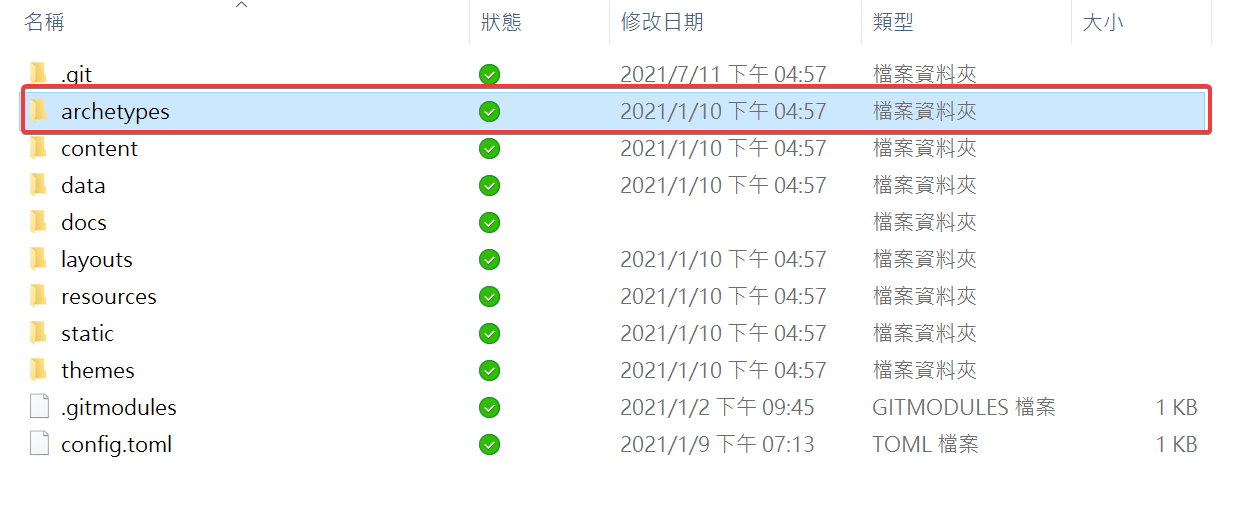 名稱 狀態 修改日期 類型 大小
.git 2021/7/11 下午 04:57 檔案資料夾
archetypes 2021/1/10 下午 04:57 檔案資料夾
content 2021/1/10 下午 04:57 檔案資料夾
data 2021/1/10 下午 04:57 檔案資料夾
docs 檔案資料夾
layouts 2021/1/10 下午 04:57 檔案資料夾
resources 2021/1/10 下午 04:57 檔案資料夾
static 2021/1/10 下午 04:57 檔案資料夾
themes 2021/1/10 下午 04:57 檔案資料夾
.gitmodules 2021/1/2 下午 09:45 GITMODULES 檔案 1 KB
config.toml 2021/1/9 下午 07:13 TOML 檔案 1 KB